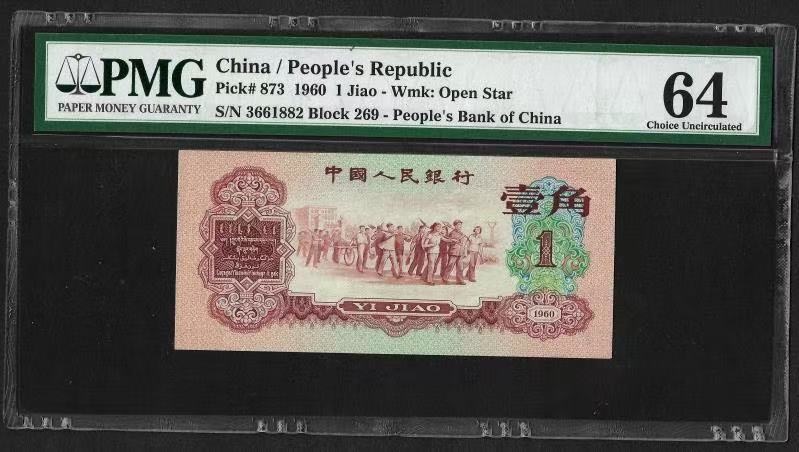 PMG
PAPER MONEY GUARANTY
China / People's Republic
Pick# 873 1960 1 Jiao - Wmk: Open Star
S/N 3661882 Block 269 - People's Bank of China
64
Choice Uncirculated
中國人民銀行
壹角
1
YI JIAO
1960